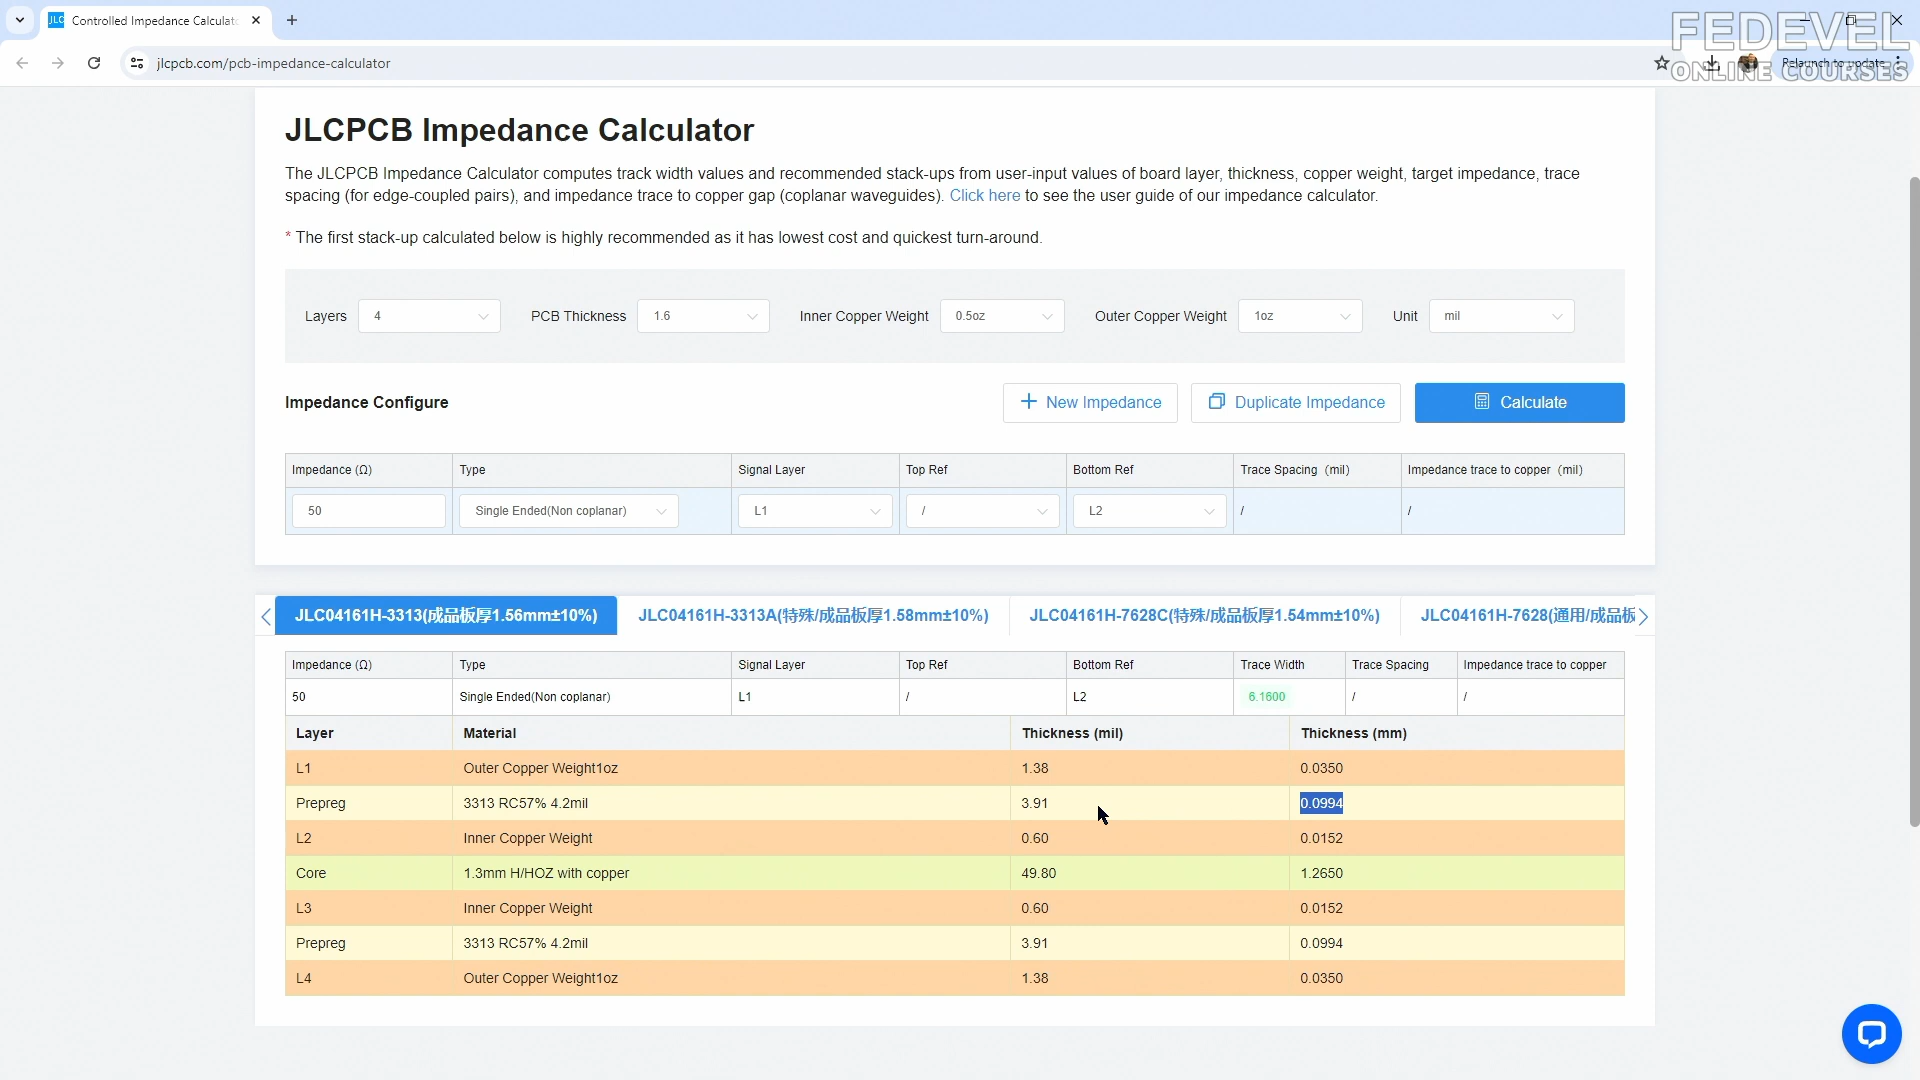 Controlled Impedance Calculat
jlcpcb.com/pcb-impedance-calculator
Relaunch to update
FEDEVEL
ONLINE COURSES
JLCPCB Impedance Calculator
The JLCPCB Impedance Calculator computes track width values and recommended stack-ups from user-input values of board layer, thickness, copper weight, target impedance, trace
spacing (for edge-coupled pairs), and impedance trace to copper gap (coplanar waveguides). Click here to see the user guide of our impedance calculator.
* The first stack-up calculated below is highly recommended as it has lowest cost and quickest turn-around.
Layers 4 PCB Thickness 1.6 Inner Copper Weight 0.5oz Outer Copper Weight 1oz Unit mil
Impedance Configure New Impedance Duplicate Impedance Calculate
Impedance (Ω) Type Signal Layer Top Ref Bottom Ref Trace Spacing (mil) Impedance trace to copper (mil)
50 Single Ended(Non coplanar) L1 / L2 / /
JLC04161H-3313(成品板厚1.56mm±10%) JLC04161H-3313A(特殊/成品板厚1.58mm±10%) JLC04161H-7628C(特殊/成品板厚1.54mm±10%) JLC04161H-7628(通用/成品板
Impedance (Ω) Type Signal Layer Top Ref Bottom Ref Trace Width Trace Spacing Impedance trace to copper
50 Single Ended(Non coplanar) L1 / L2 6.1600 / /
Layer Material Thickness (mil) Thickness (mm)
L1 Outer Copper Weight1oz 1.38 0.0350
Prepreg 3313 RC57% 4.2mil 3.91 0.0994
L2 Inner Copper Weight 0.60 0.0152
Core 1.3mm H/HOZ with copper 49.80 1.2650
L3 Inner Copper Weight 0.60 0.0152
Prepreg 3313 RC57% 4.2mil 3.91 0.0994
L4 Outer Copper Weight1oz 1.38 0.0350